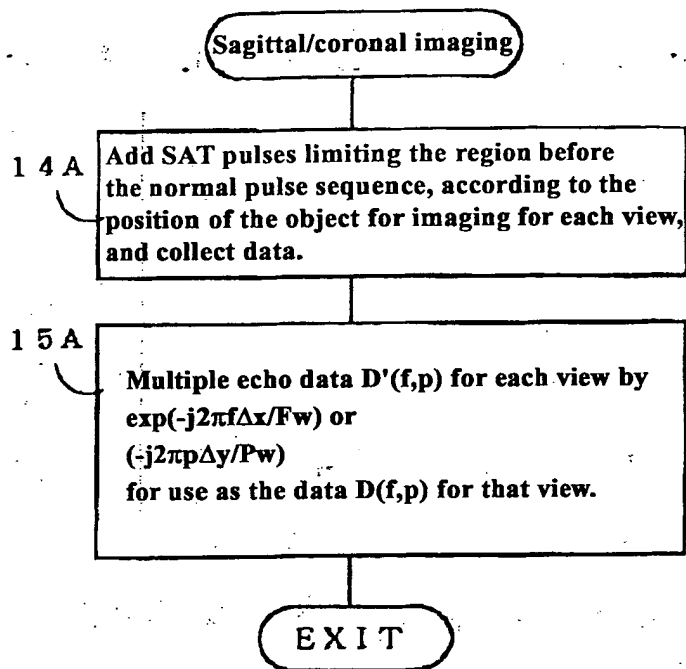 Sagittal/coronal imaging
14A
Add SAT pulses limiting the region before
the normal pulse sequence, according to the
position of the object for imaging for each view,
and collect data.
15A
Multiple echo data D'(f,p) for each view by
exp(-j2πfΔx/Fw) or
(-j2πpΔy/Pw)
for use as the data D(f,p) for that view.
EXIT